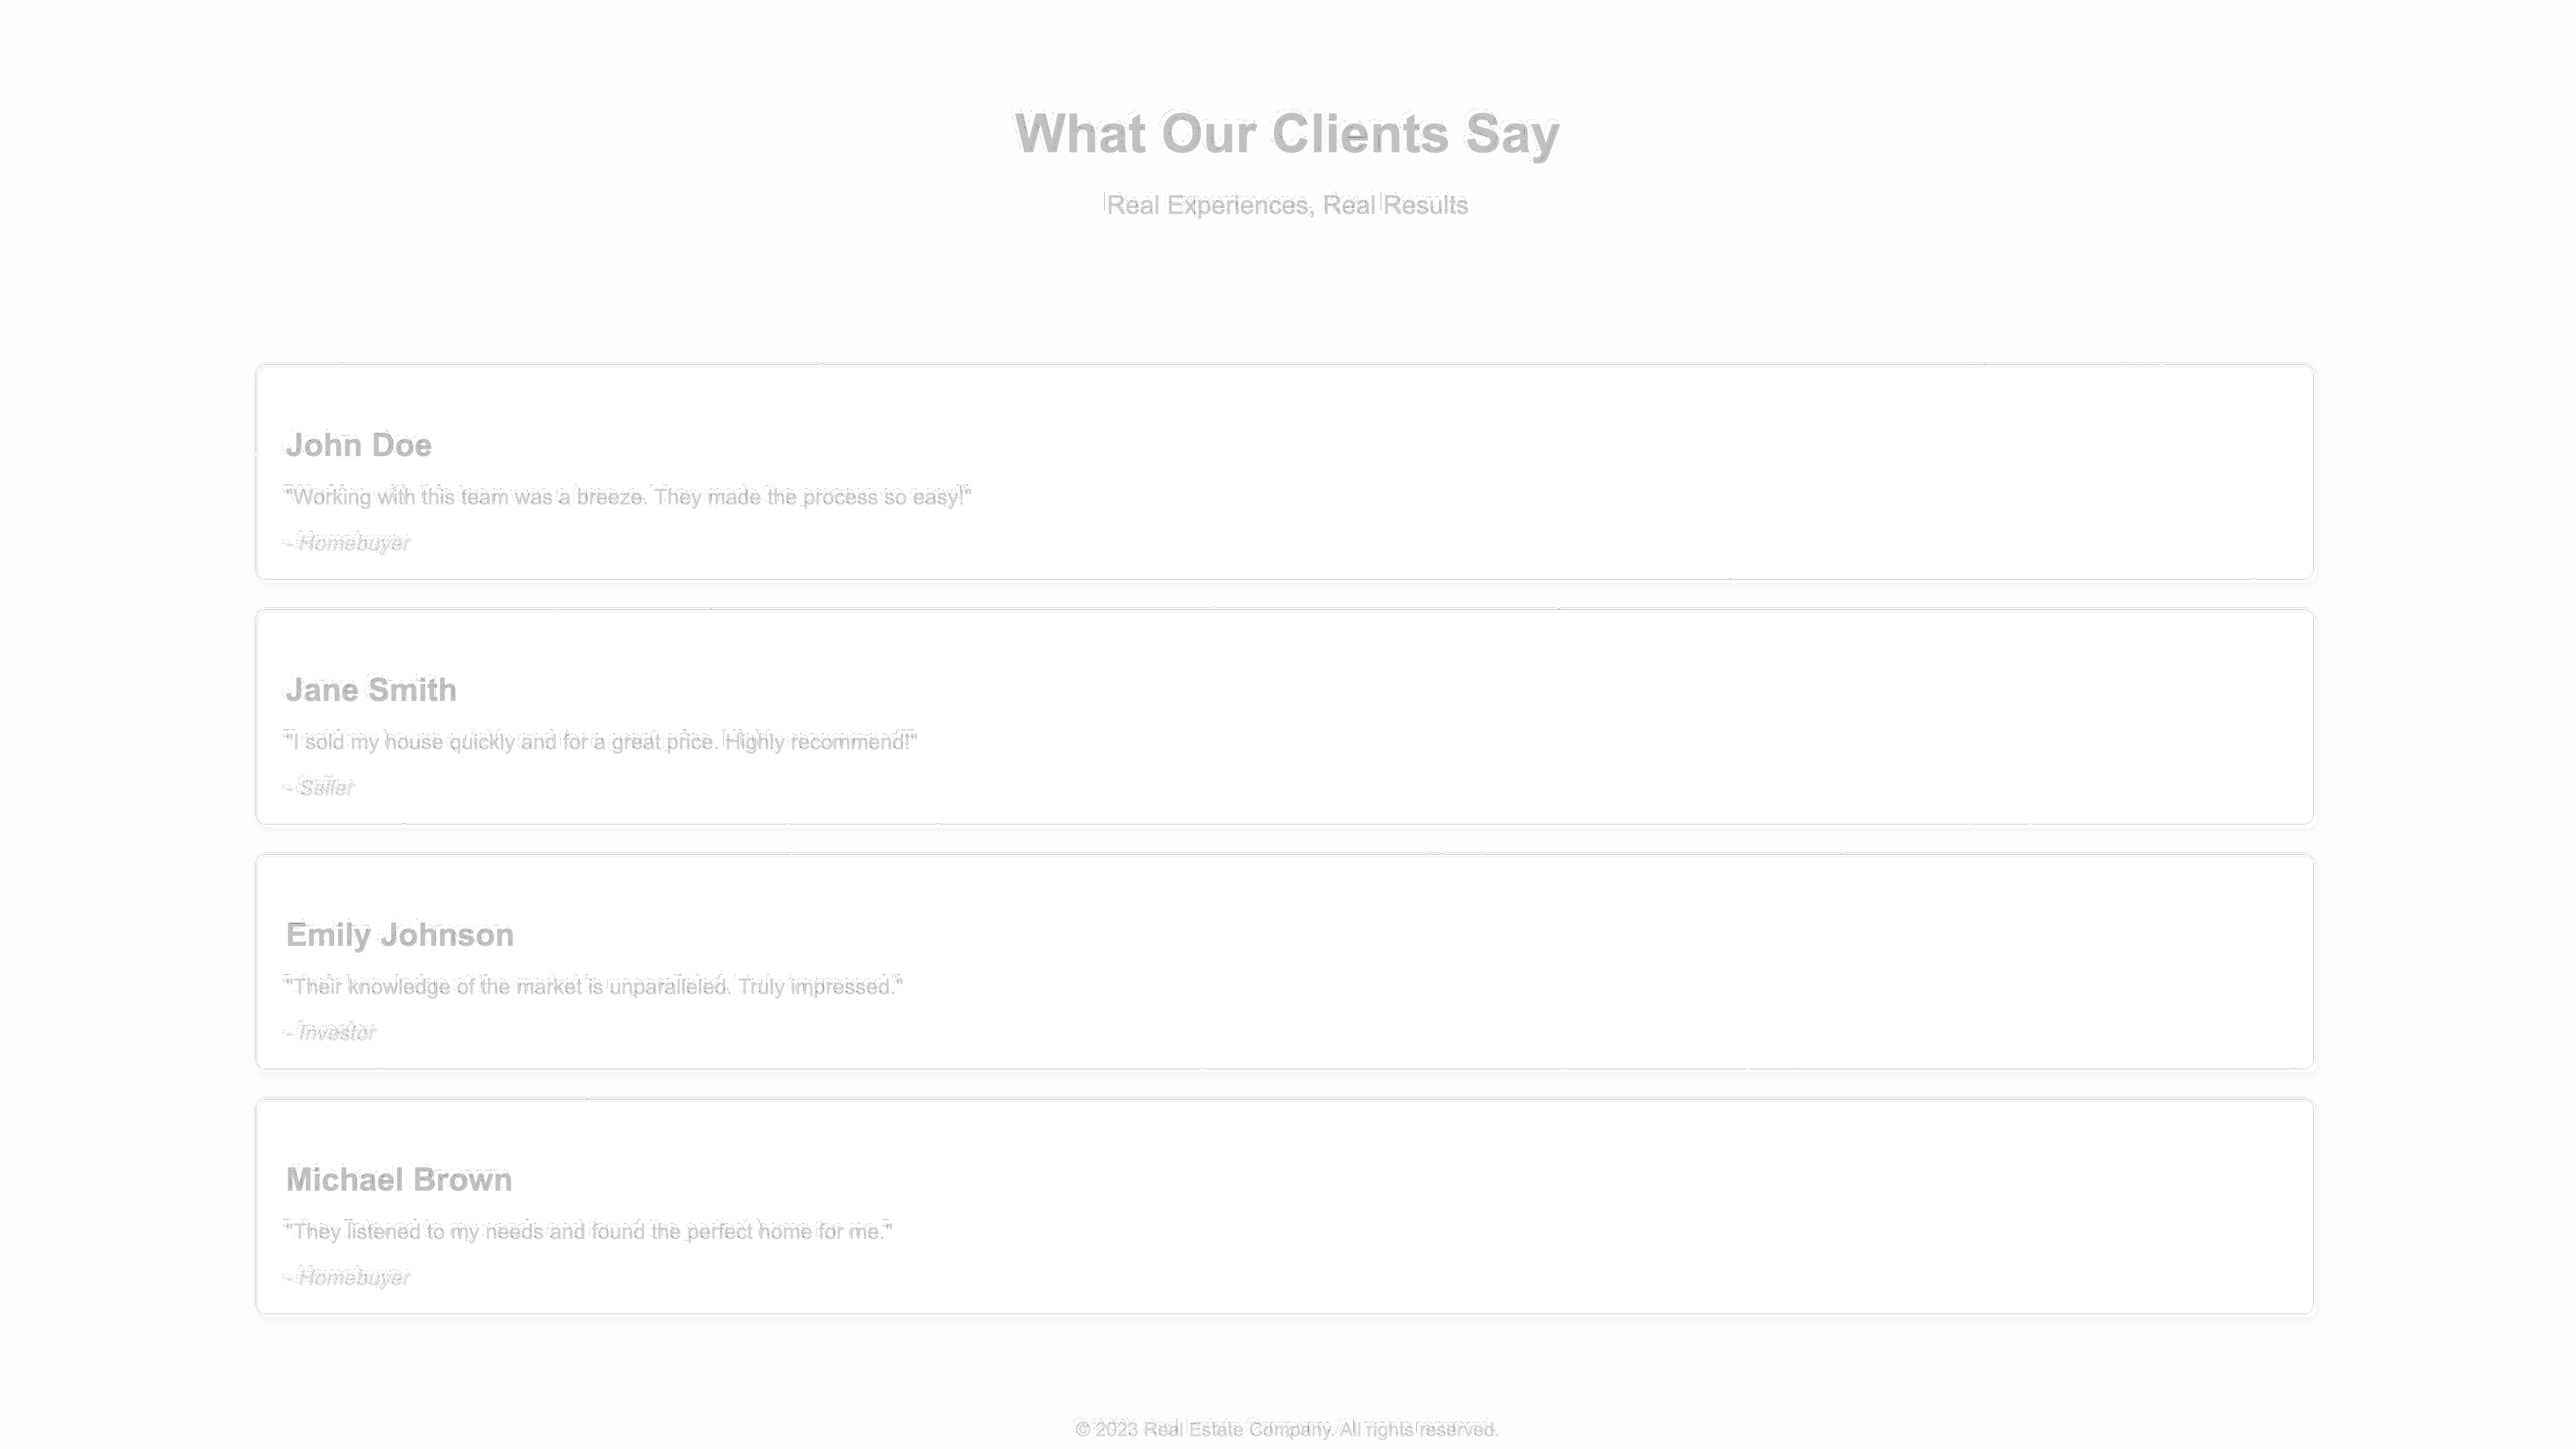 What Our Clients Say
Real Experiences, Real Results
John Doe
"Working with this team was a breeze. They made the process so easy!"
- Homebuyer
Jane Smith
"I sold my house quickly and for a great price. Highly recommend!"
- Seller
Emily Johnson
"Their knowledge of the market is unparalleled. Truly impressed."
- Investor
Michael Brown
"They listened to my needs and found the perfect home for me."
- Homebuyer
© 2023 Real Estate Company. All rights reserved.